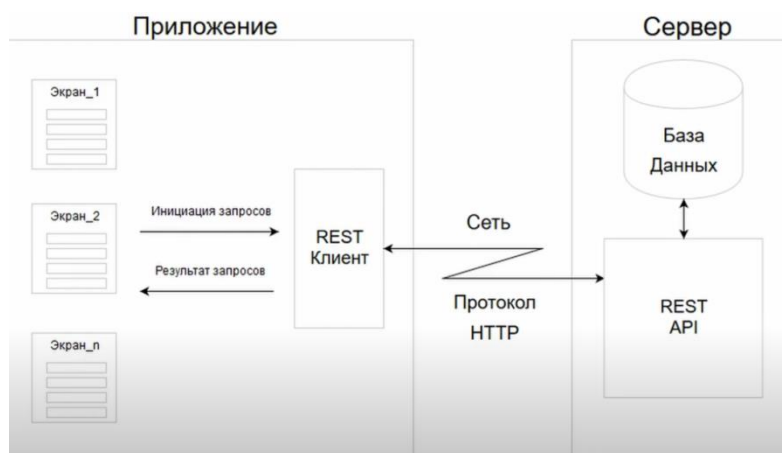 Приложение
Сервер
Экран_1
Экран_2
Экран_n
Инициация запросов
Результат запросов
REST
Клиент
Сеть
Протокол
HTTP
База
Данных
REST
API